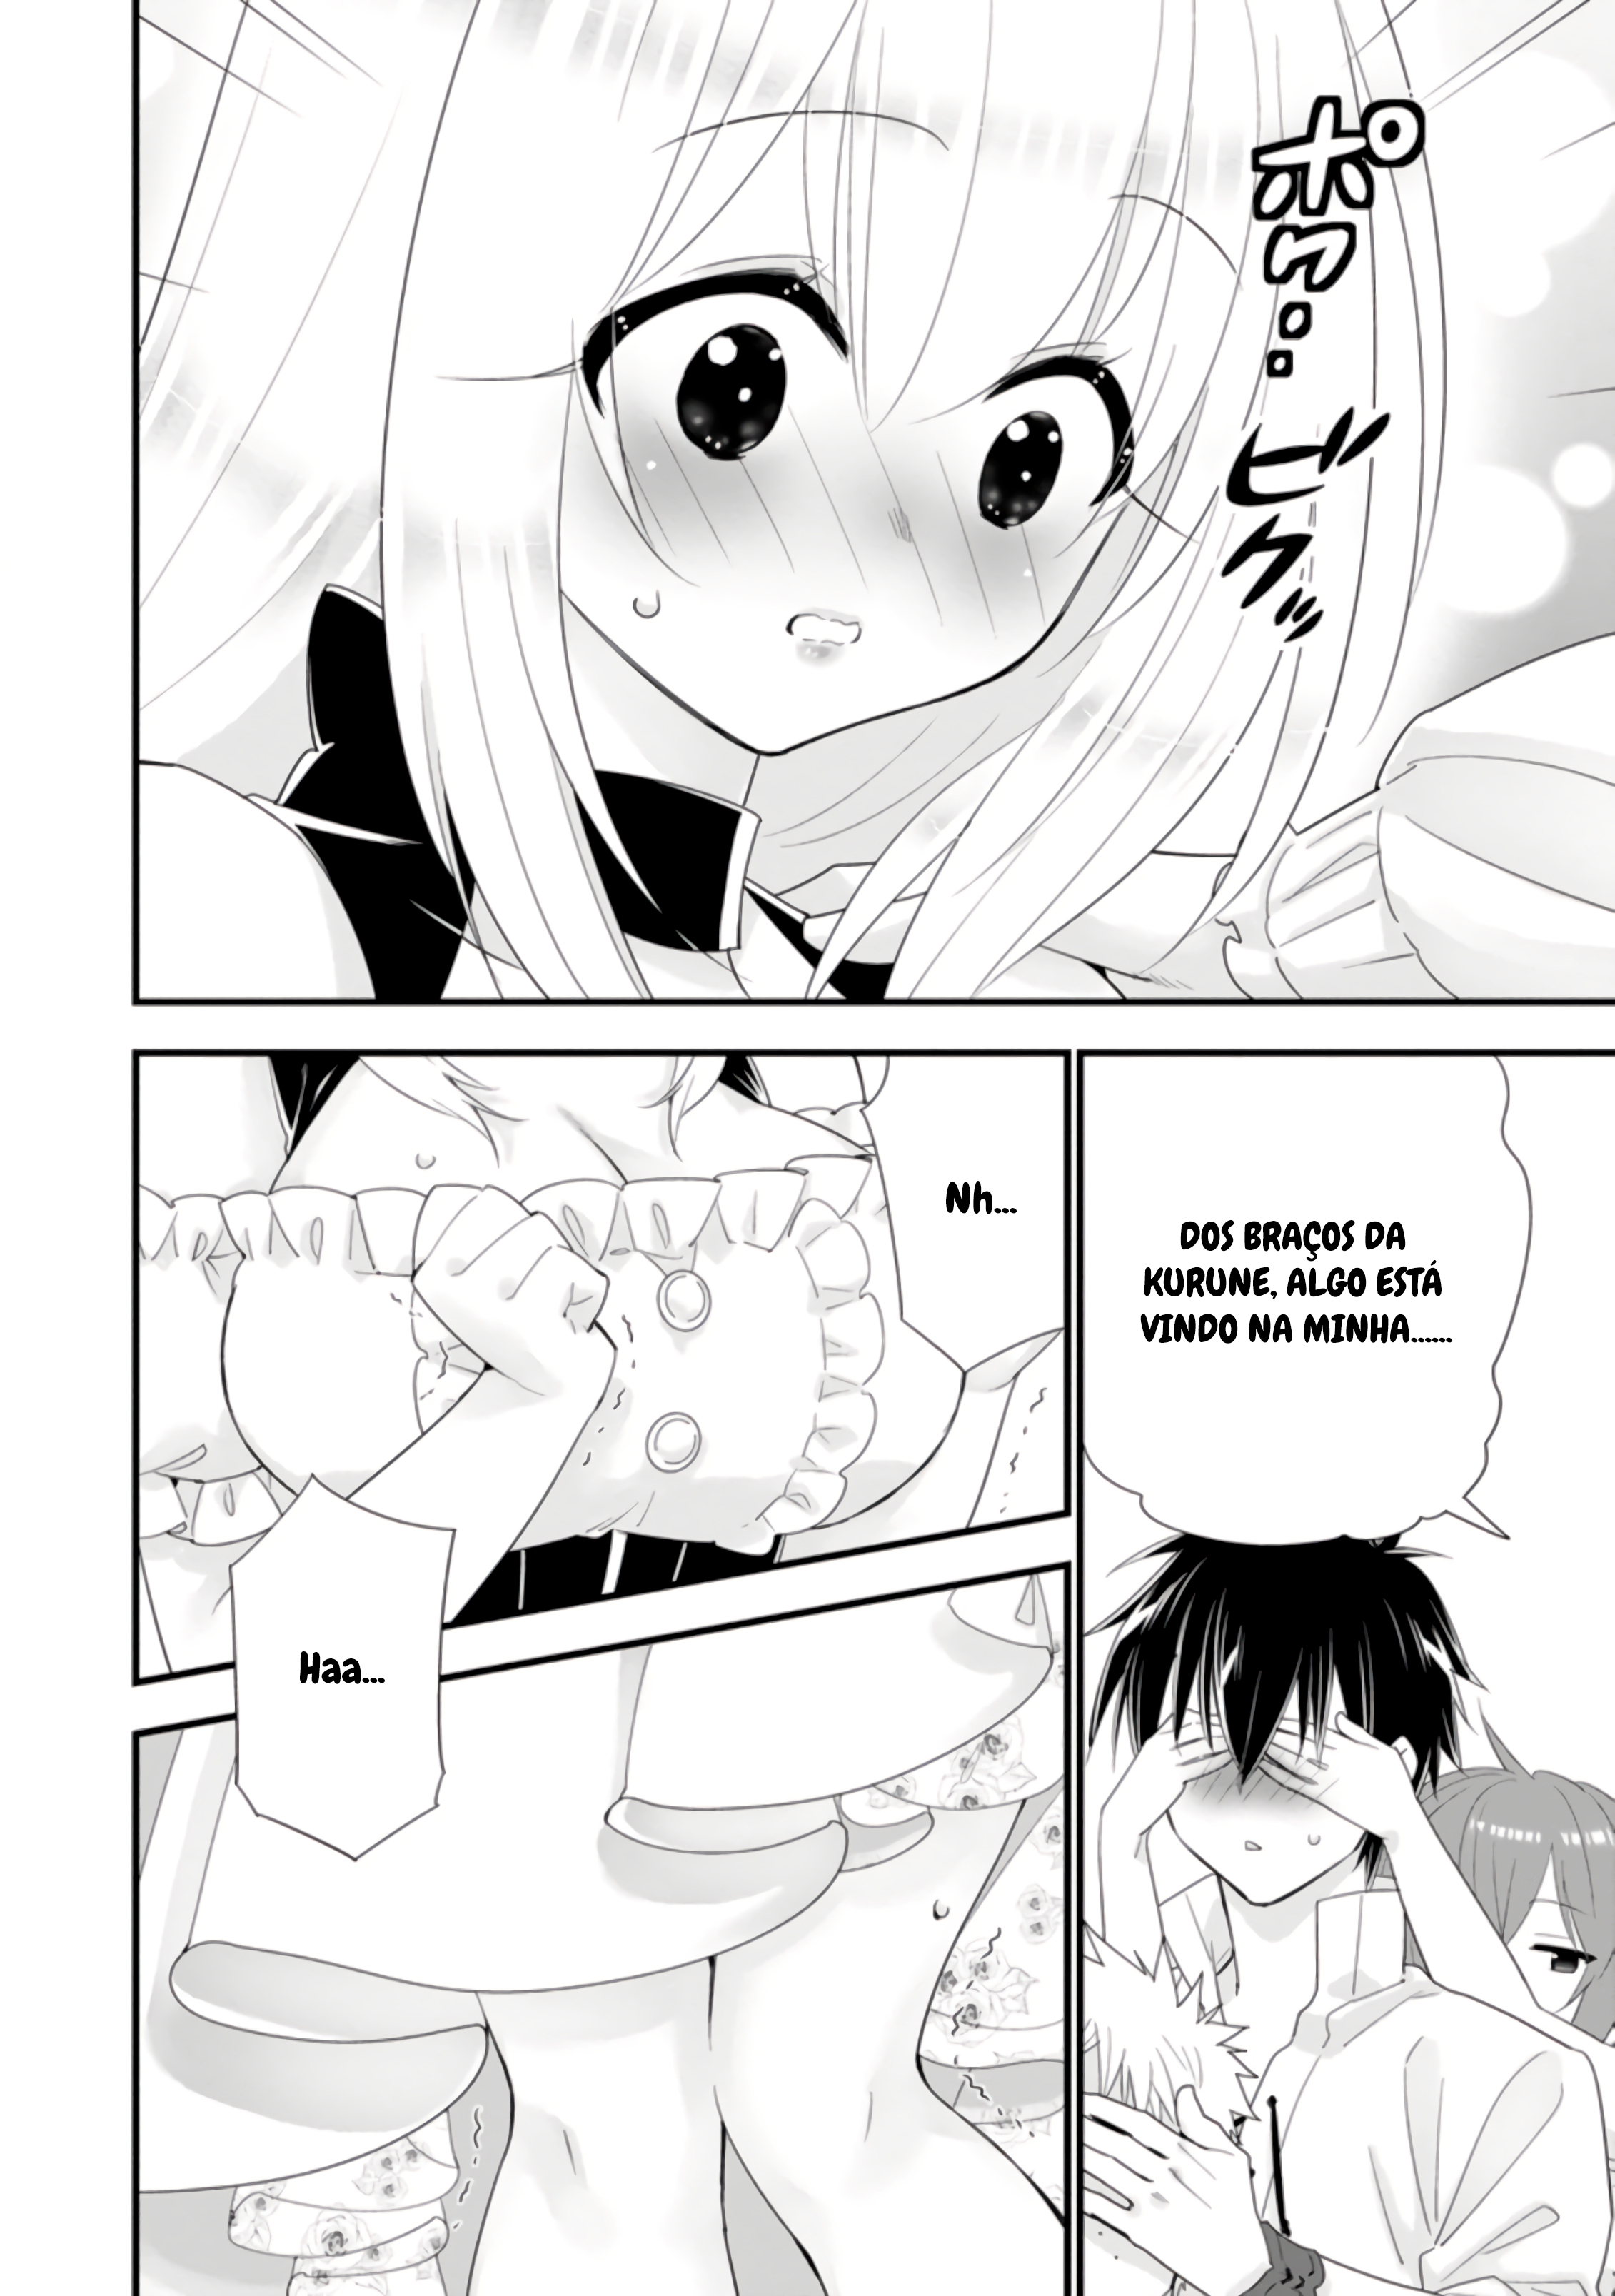 ポワ…
ビクッ
DOS BRAÇOS DA
KURUNE, ALGO ESTÁ
VINDO NA MINHA......
Nh...
Haa...